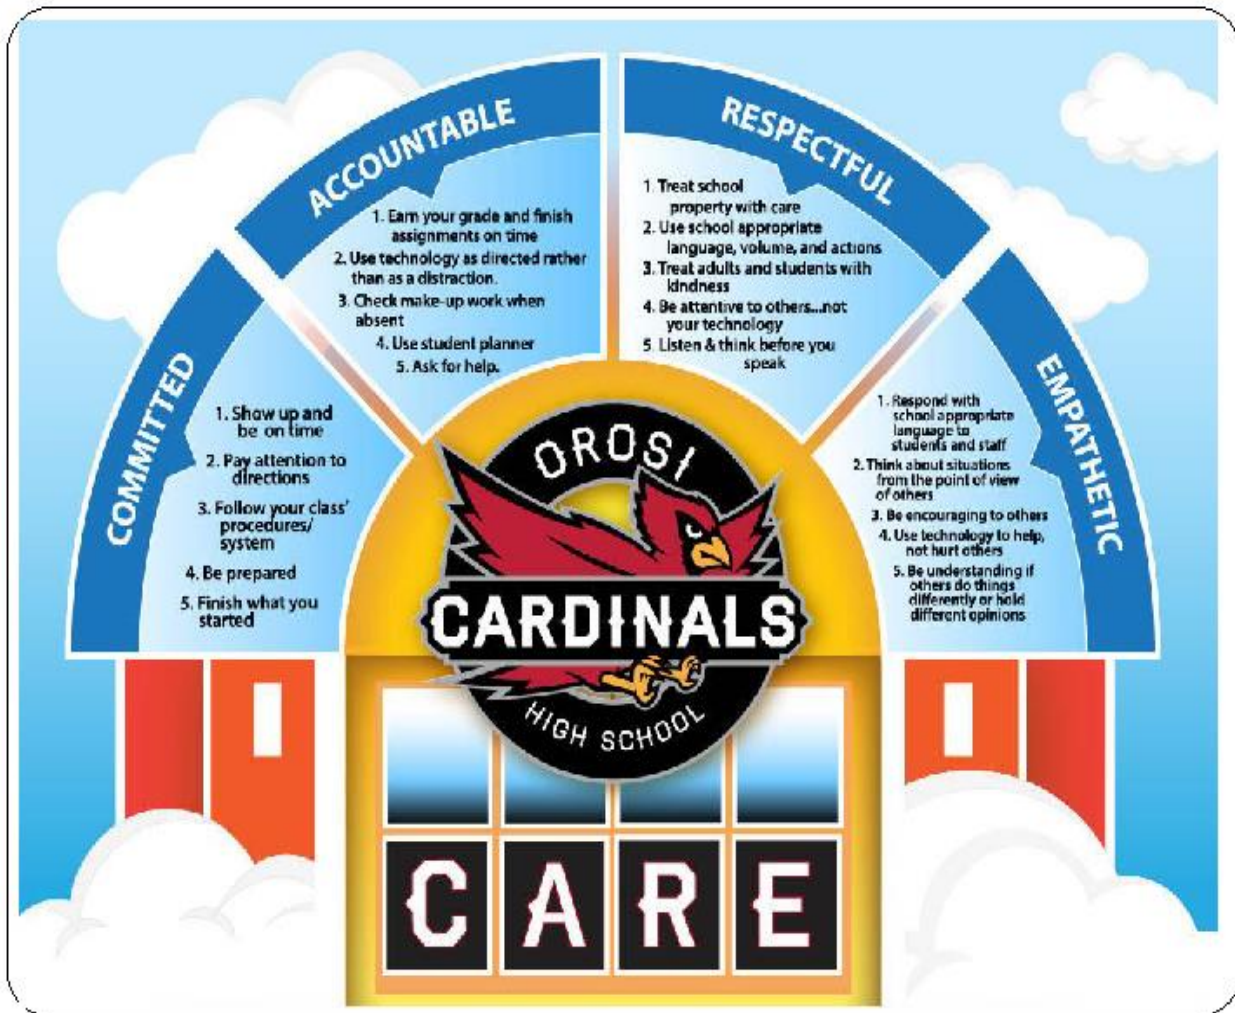 COMMITTED
1. Show up and
be on time
2. Pay attention to
directions
3. Follow your class'
procedures/
system
4. Be prepared
5. Finish what you
started
ACCOUNTABLE
1. Earn your grade and finish
assignments on time
2. Use technology as directed rather
than as a distraction.
3. Check make-up work when
absent
4. Use student planner
5. Ask for help.
RESPECTFUL
1. Treat school
property with care
2. Use school appropriate
language, volume, and actions
3. Treat adults and students with
kindness
4. Be attentive to others...not
your technology
5. Listen & think before you
speak
EMPATHETIC
1. Respond with
school appropriate
language to
students and staff
2. Think about situations
from the point of view
of others
3. Be encouraging to others
4. Use technology to help,
not hurt others
5. Be understanding if
others do things
differently or hold
different opinions
OROSI
CARDINALS
HIGH SCHOOL
CARE